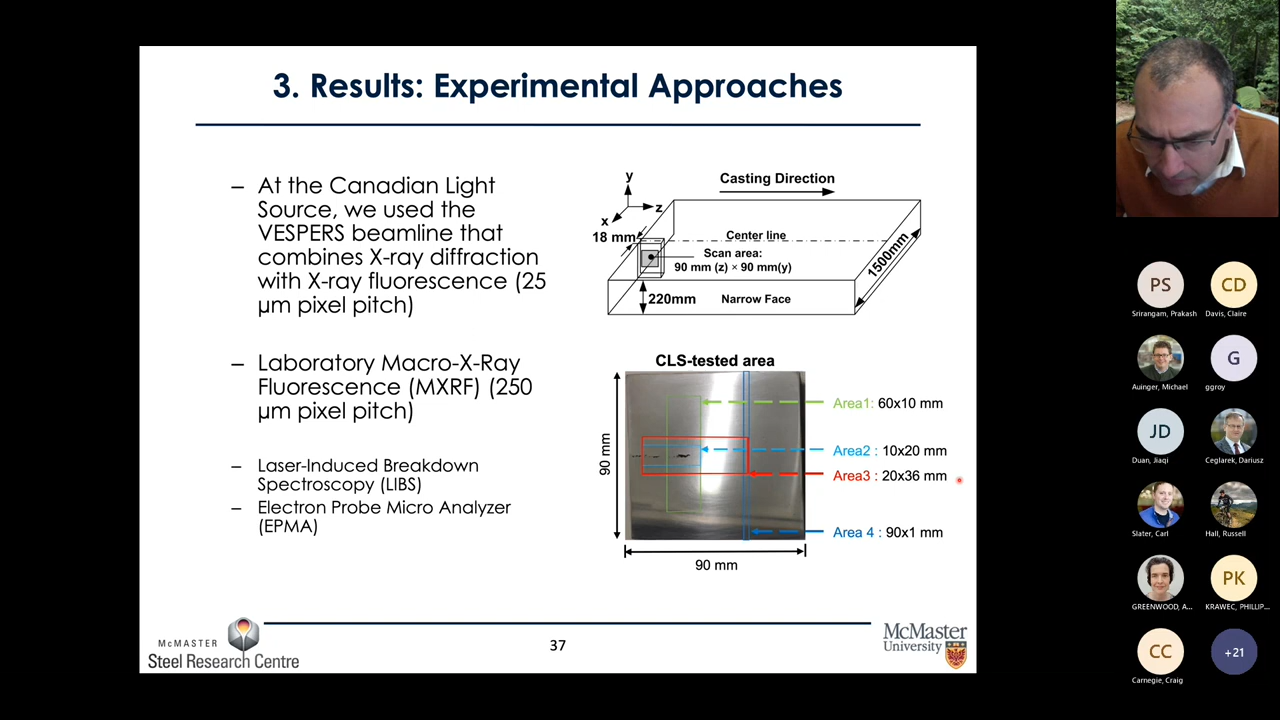 3. Results: Experimental Approaches
– At the Canadian Light
Source, we used the
VESPERS beamline that
combines X-ray diffraction
with X-ray fluorescence (25
µm pixel pitch)
– Laboratory Macro-X-Ray
Fluorescence (MXRF) (250
µm pixel pitch)
– Laser-Induced Breakdown
Spectroscopy (LIBS)
– Electron Probe Micro Analyzer
(EPMA)
y
z
x
Casting Direction
18 mm
Center line
Scan area:
90 mm (z) × 90 mm(y)
1500mm
220mm
Narrow Face
CLS-tested area
90 mm
Area1: 60x10 mm
Area2 : 10x20 mm
Area3 : 20x36 mm
Area 4 : 90x1 mm
90 mm
McMASTER
Steel Research Centre
37
McMaster
University
PS
Srirangam, Prakash
CD
Davis, Claire
Auinger, Michael
G
ggroy
JD
Duan, Jiaqi
Ceglarek, Dariusz
Slater, Carl
Hall, Russell
GREENWOOD, A...
PK
KRAWEC, PHILLIP...
CC
Carnegie, Craig
+21